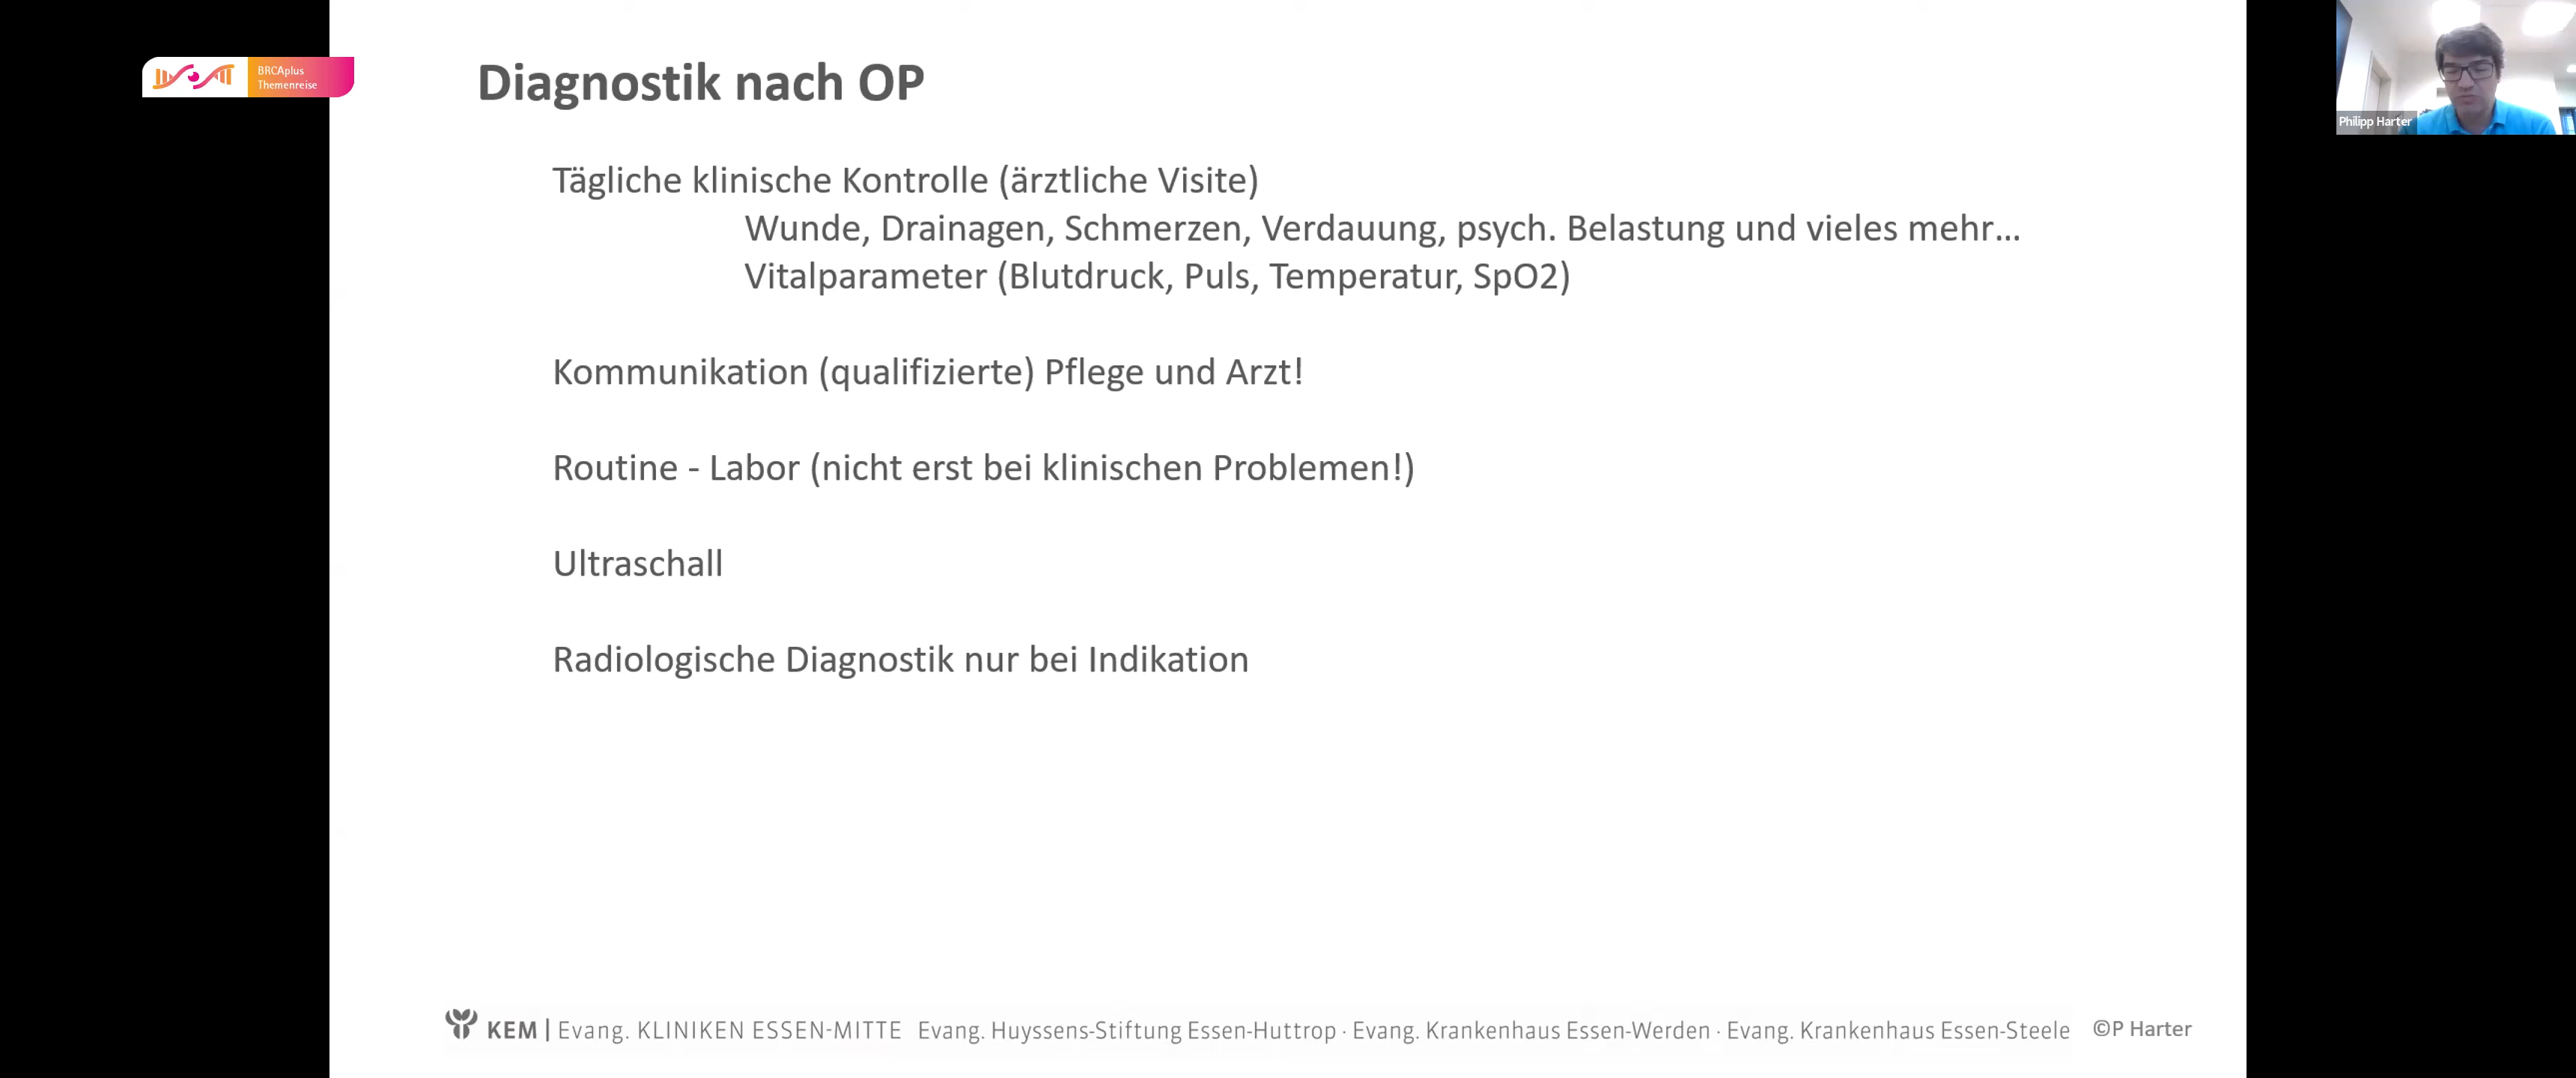 BRCAplus
Themenreise
Diagnostik nach OP
Philipp Harter
Tägliche klinische Kontrolle (ärztliche Visite)
Wunde, Drainagen, Schmerzen, Verdauung, psych. Belastung und vieles mehr...
Vitalparameter (Blutdruck, Puls, Temperatur, SpO2)
Kommunikation (qualifizierte) Pflege und Arzt!
Routine - Labor (nicht erst bei klinischen Problemen!)
Ultraschall
Radiologische Diagnostik nur bei Indikation
KEM | Evang. KLINIKEN ESSEN-MITTE Evang. Huyssens-Stiftung Essen-Huttrop · Evang. Krankenhaus Essen-Werden · Evang. Krankenhaus Essen-Steele ©P Harter